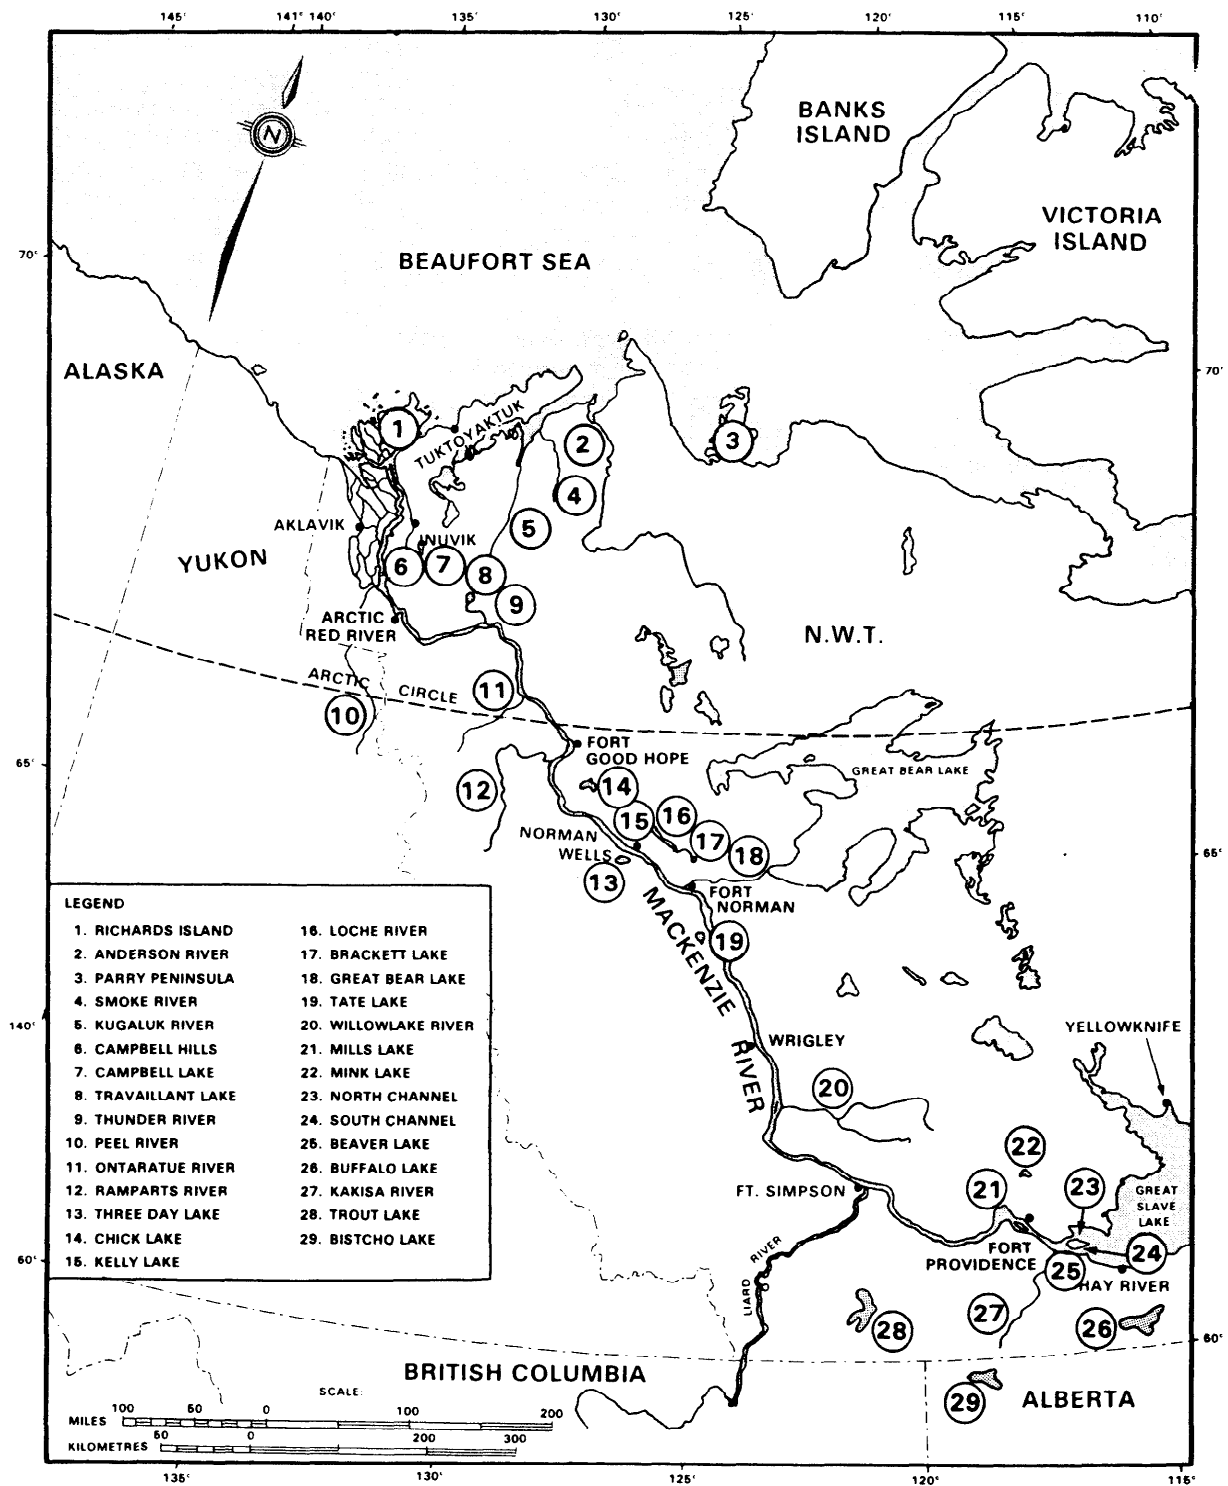 145° 141° 140° 135° 130° 125° 120° 115° 110°
N
BANKS
ISLAND
VICTORIA
ISLAND
70°
BEAUFORT SEA
ALASKA
70°
1
TUKTOYAKTUK
2
3
4
AKLAVIK
5
INUVIK
YUKON
6
7
8
9
ARCTIC
RED RIVER
N.W.T.
ARCTIC CIRCLE
11
10
FORT
GOOD HOPE
65°
GREAT BEAR LAKE
12
14
15
16
17
18
NORMAN
WELLS
65°
13
FORT
NORMAN
MACKENZIE RIVER
19
LEGEND
1. RICHARDS ISLAND
2. ANDERSON RIVER
3. PARRY PENINSULA
4. SMOKE RIVER
5. KUGALUK RIVER
6. CAMPBELL HILLS
7. CAMPBELL LAKE
8. TRAVAILLANT LAKE
9. THUNDER RIVER
10. PEEL RIVER
11. ONTARATUE RIVER
12. RAMPARTS RIVER
13. THREE DAY LAKE
14. CHICK LAKE
15. KELLY LAKE
16. LOCHE RIVER
17. BRACKETT LAKE
18. GREAT BEAR LAKE
19. TATE LAKE
20. WILLOWLAKE RIVER
21. MILLS LAKE
22. MINK LAKE
23. NORTH CHANNEL
24. SOUTH CHANNEL
25. BEAVER LAKE
26. BUFFALO LAKE
27. KAKISA RIVER
28. TROUT LAKE
29. BISTCHO LAKE
140°
YELLOWKNIFE
WRIGLEY
20
22
FT. SIMPSON
21
23
GREAT
SLAVE
LAKE
FORT
PROVIDENCE
24
25
HAY RIVER
60°
LIARD RIVER
27
28
26
60°
BRITISH COLUMBIA
29
ALBERTA
SCALE:
MILES 100 50 0 100 200
KILOMETRES 50 0 200 300
135° 130° 125° 120° 115°